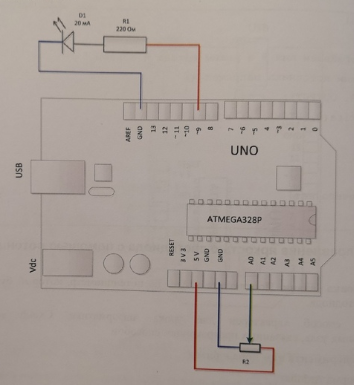 D1
20 мА
R1
220 Ом
AREF
GND
13
12
~11
~10
~9
8
7
~6
~5
4
~3
2
1
0
UNO
USB
ATMEGA328P
Vdc
RESET
3 V 3
5 V
GND
GND
A0
A1
A2
A3
A4
A5
R2